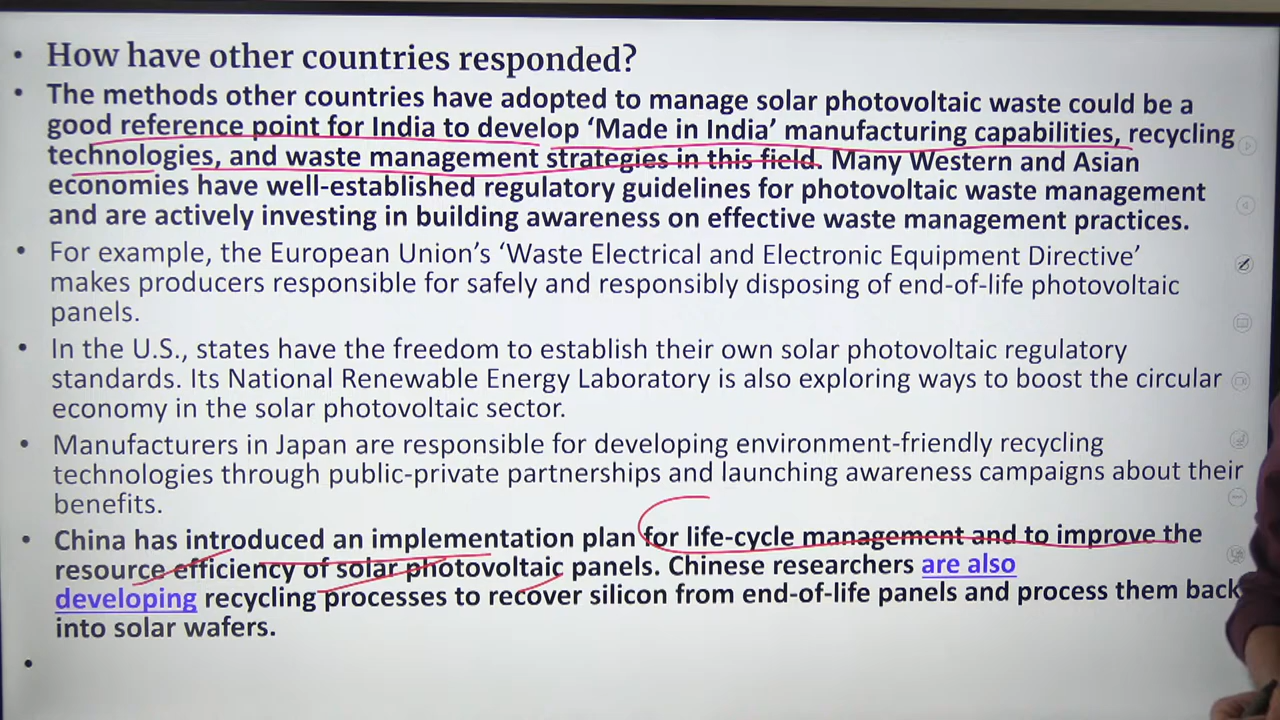 • How have other countries responded?
• The methods other countries have adopted to manage solar photovoltaic waste could be a
good reference point for India to develop ‘Made in India’ manufacturing capabilities, recycling
technologies, and waste management strategies in this field. Many Western and Asian
economies have well-established regulatory guidelines for photovoltaic waste management
and are actively investing in building awareness on effective waste management practices.
• For example, the European Union’s ‘Waste Electrical and Electronic Equipment Directive’
makes producers responsible for safely and responsibly disposing of end-of-life photovoltaic
panels.
• In the U.S., states have the freedom to establish their own solar photovoltaic regulatory
standards. Its National Renewable Energy Laboratory is also exploring ways to boost the circular
economy in the solar photovoltaic sector.
• Manufacturers in Japan are responsible for developing environment-friendly recycling
technologies through public-private partnerships and launching awareness campaigns about their
benefits.
• China has introduced an implementation plan for life-cycle management and to improve the
resource efficiency of solar photovoltaic panels. Chinese researchers are also
developing recycling processes to recover silicon from end-of-life panels and process them back
into solar wafers.
•